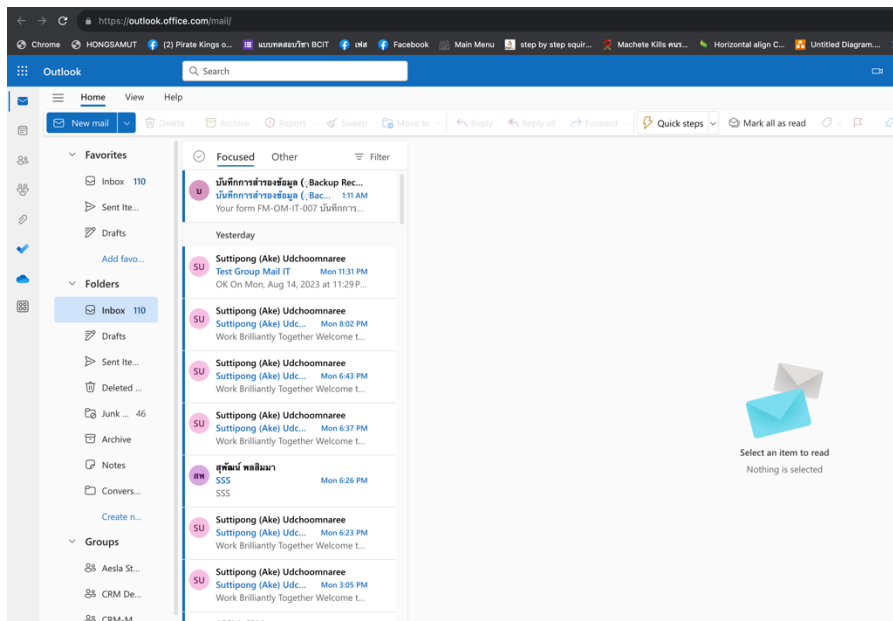 https://outlook.office.com/mail/
Chrome HONGSAMUT (2) Pirate Kings o... แบบทดสอบวิชา BCIT เฟส Facebook Main Menu step by step squir... Machete Kills คนร... Horizontal align C... Untitled Diagram....
Outlook Search
Home View Help
New mail Delete Archive Report Sweep Move to Reply Reply all Forward Quick steps Mark all as read
Favorites
Inbox 110
Sent Ite...
Drafts
Add favo...
Folders
Inbox 110
Drafts
Sent Ite...
Deleted ...
Junk ... 46
Archive
Notes
Convers...
Create n...
Groups
Aesla St...
CRM De...
CRM-M
Focused Other Filter
บ
บันทึกการสำรองข้อมูล (ฺBackup Rec...
บันทึกการสำรองข้อมูล (ฺBac... 1:11 AM
Your form FM-OM-IT-007 บันทึกการ...
Yesterday
SU
Suttipong (Ake) Udchoomnaree
Test Group Mail IT Mon 11:31 PM
OK On Mon, Aug 14, 2023 at 11:29 P...
SU
Suttipong (Ake) Udchoomnaree
Suttipong (Ake) Udc... Mon 8:02 PM
Work Brilliantly Together Welcome t...
SU
Suttipong (Ake) Udchoomnaree
Suttipong (Ake) Udc... Mon 6:43 PM
Work Brilliantly Together Welcome t...
SU
Suttipong (Ake) Udchoomnaree
Suttipong (Ake) Udc... Mon 6:37 PM
Work Brilliantly Together Welcome t...
สพ
สุพัฒน์ พลสิมมา
SSS Mon 6:26 PM
SSS
SU
Suttipong (Ake) Udchoomnaree
Suttipong (Ake) Udc... Mon 6:23 PM
Work Brilliantly Together Welcome t...
SU
Suttipong (Ake) Udchoomnaree
Suttipong (Ake) Udc... Mon 3:05 PM
Work Brilliantly Together Welcome t...
Select an item to read
Nothing is selected